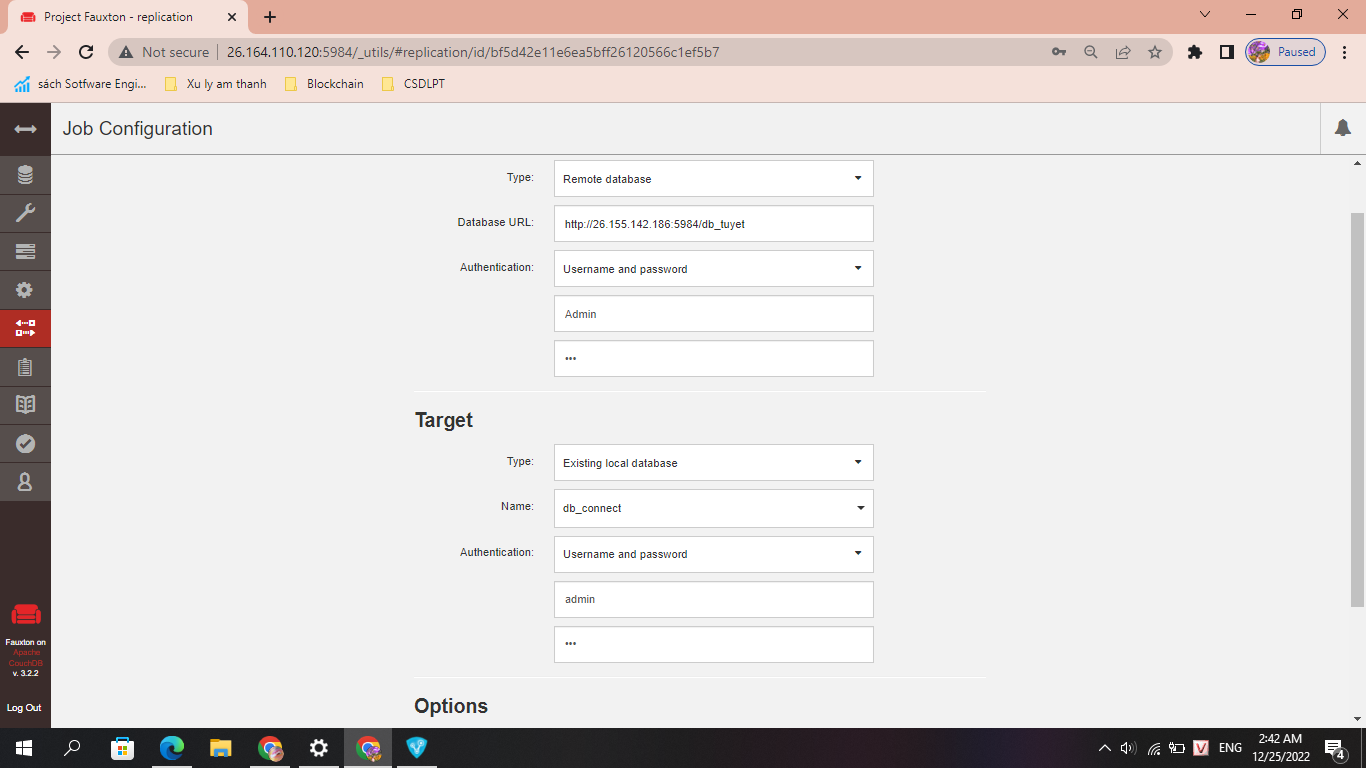 Project Fauxton - replication
Not secure
26.164.110.120:5984/_utils/#replication/id/bf5d42e11e6ea5bff26120566c1ef5b7
Paused
sách Sotfware Engi...
Xu ly am thanh
Blockchain
CSDLPT
Job Configuration
Type:
Remote database
Database URL:
http://26.155.142.186:5984/db_tuyet
Authentication:
Username and password
Admin
•••
Target
Type:
Existing local database
Name:
db_connect
Authentication:
Username and password
admin
•••
Options
Fauxton on
Apache
CouchDB
v. 3.2.2
Log Out
V
ENG
2:42 AM
12/25/2022
4